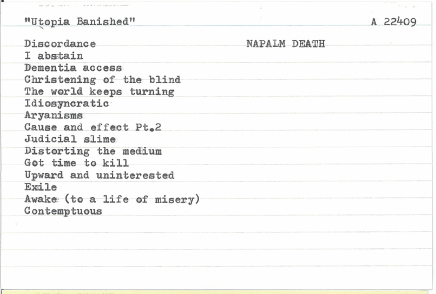 "Utopia Banished" A 22409
Discordance NAPALM DEATH
I abstain
Dementia access
Christening of the blind
The world keeps turning
Idiosyncratic
Aryanisms
Cause and effect Pt.2
Judicial slime
Distorting the medium
Got time to kill
Upward and uninterested
Exile
Awake (to a life of misery)
Contemptuous